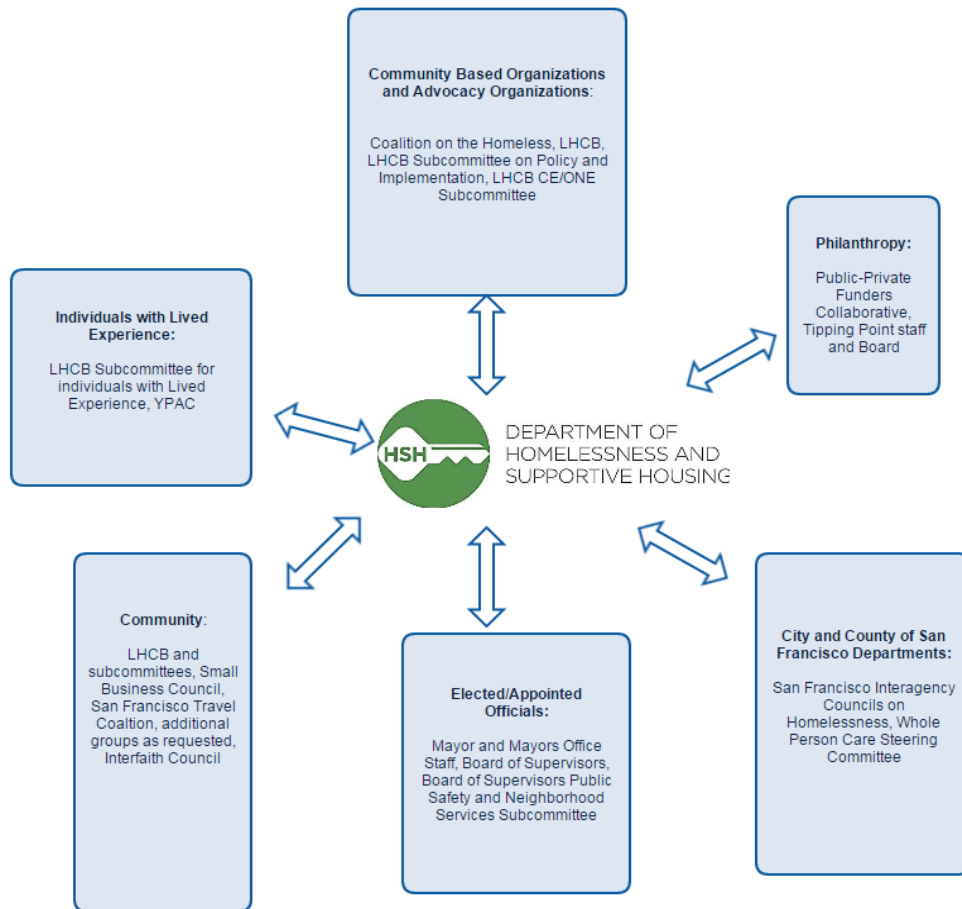 Community Based Organizations
and Advocacy Organizations:
Coalition on the Homeless, LHCB,
LHCB Subcommittee on Policy and
Implementation, LHCB CE/ONE
Subcommittee
Philanthropy:
Public-Private
Funders
Collaborative,
Tipping Point staff
and Board
Individuals with Lived
Experience:
LHCB Subcommittee for
individuals with Lived
Experience, YPAC
HSH
DEPARTMENT OF
HOMELESSNESS AND
SUPPORTIVE HOUSING
Community:
LHCB and
subcommittees, Small
Business Council,
San Francisco Travel
Coaltion, additional
groups as requested,
Interfaith Council
Elected/Appointed
Officials:
Mayor and Mayors Office
Staff, Board of Supervisors,
Board of Supervisors Public
Safety and Neighborhood
Services Subcommittee
City and County of San
Francisco Departments:
San Francisco Interagency
Councils on
Homelessness, Whole
Person Care Steering
Committee